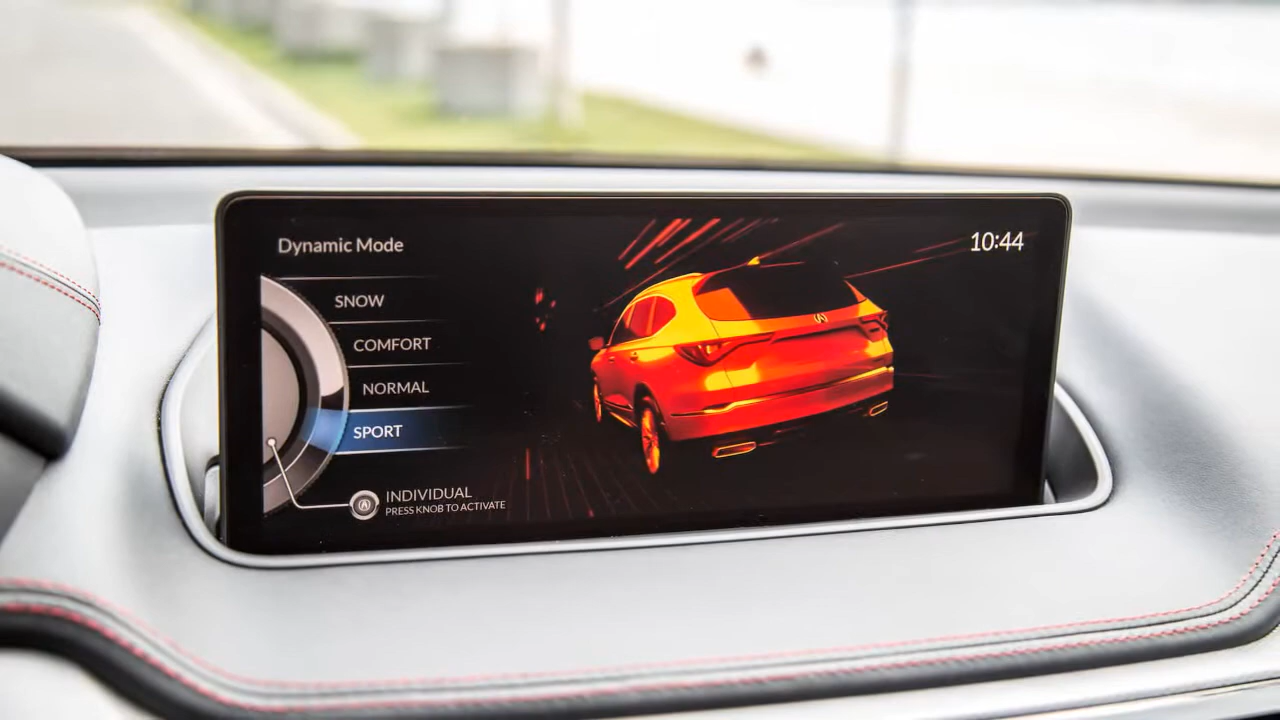 Dynamic Mode
10:44
SNOW
COMFORT
NORMAL
SPORT
INDIVIDUAL
PRESS KNOB TO ACTIVATE